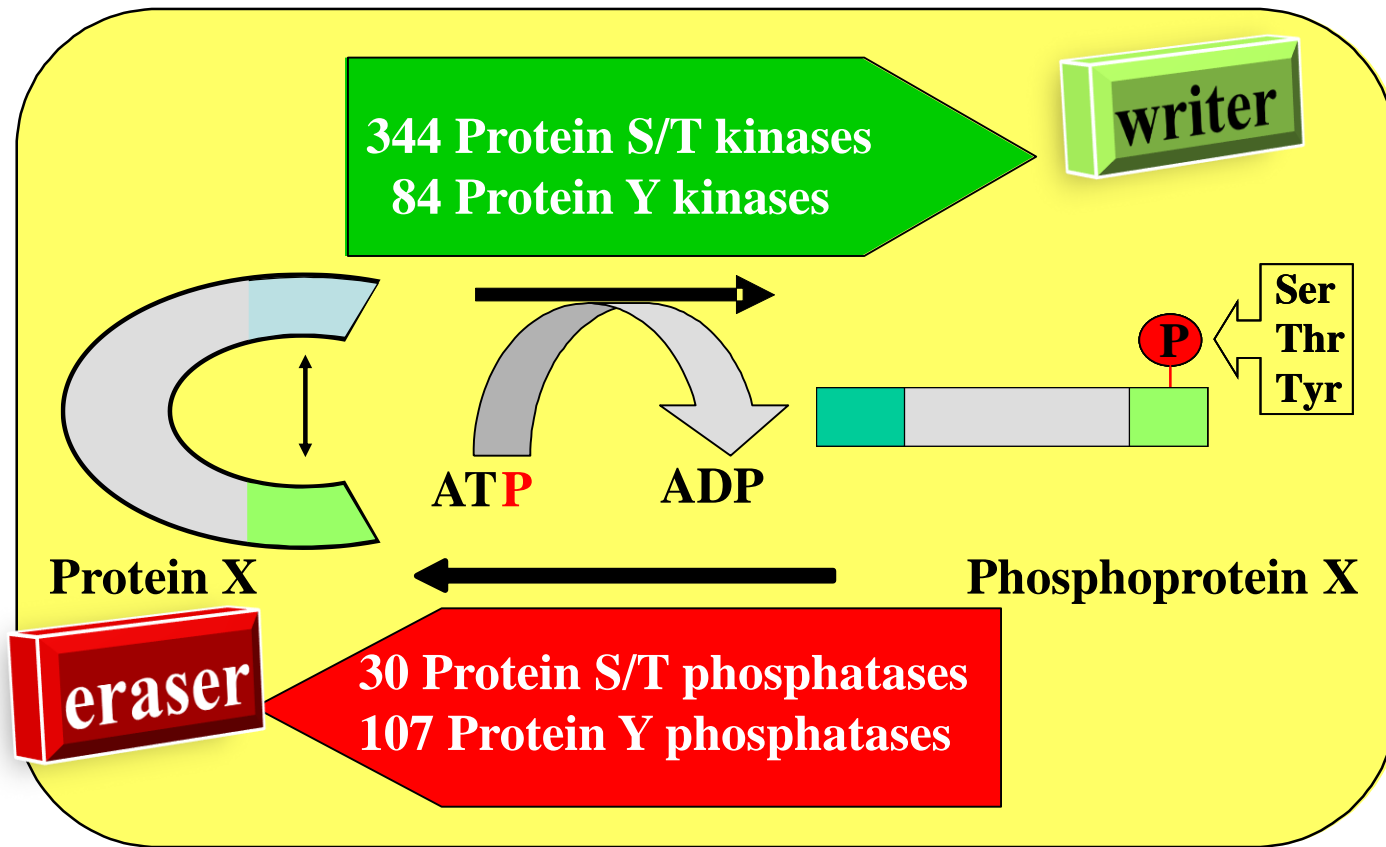 writer
344 Protein S/T kinases
84 Protein Y kinases
Ser
Thr
Tyr
P
ATP
ADP
Protein X
Phosphoprotein X
eraser
30 Protein S/T phosphatases
107 Protein Y phosphatases